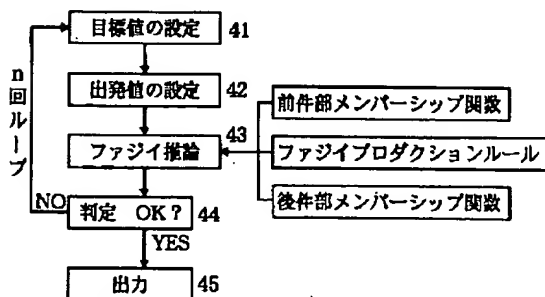 目標値の設定 41
出発値の設定 42
43
ファジイ推論
判定 OK？ 44
出力 45
n回ループ
NO
YES
前件部メンバーシップ関数
ファジイプロダクションルール
後件部メンバーシップ関数